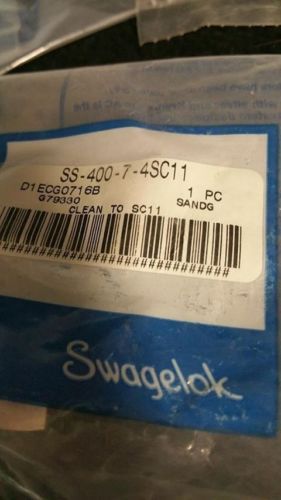 SS-400-7-4SC11
D1ECG0716B 1 PC
G79330 SANDG
CLEAN TO SC11
Swagelok